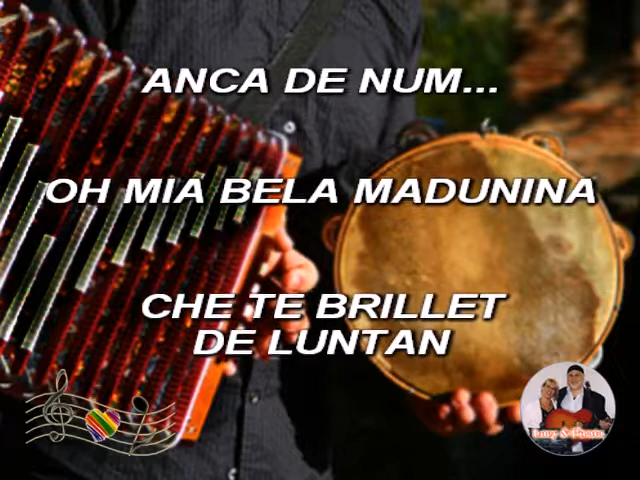 ANCA DE NUM...
OH MIA BELA MADUNINA
CHE TE BRILLET
DE LUNTAN